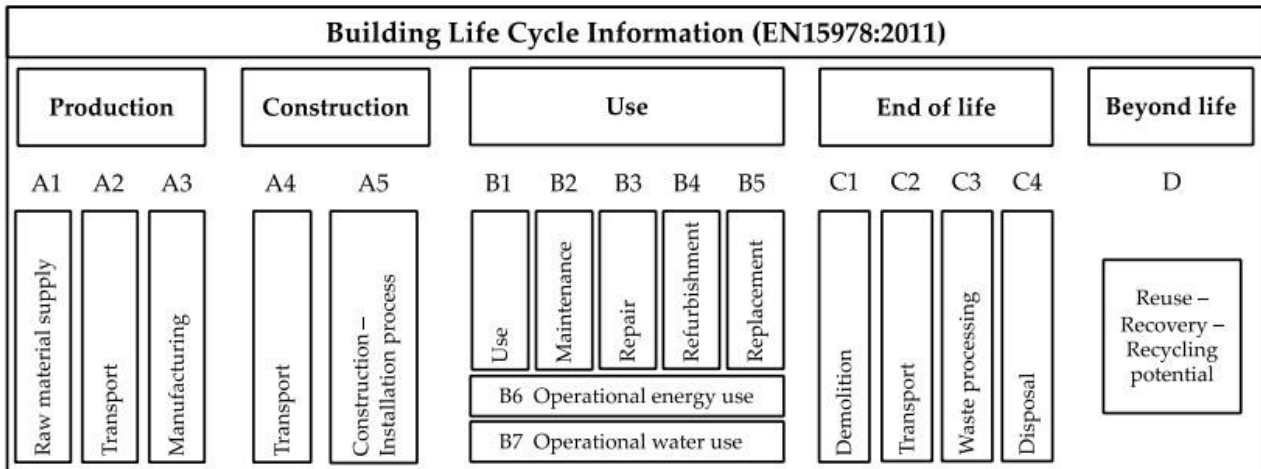 Building Life Cycle Information (EN15978:2011)
Production
Construction
Use
End of life
Beyond life
A1
A2
A3
A4
A5
B1
B2
B3
B4
B5
C1
C2
C3
C4
D
Raw material supply
Transport
Manufacturing
Transport
Construction –
Installation process
Use
Maintenance
Repair
Refurbishment
Replacement
B6 Operational energy use
B7 Operational water use
Demolition
Transport
Waste processing
Disposal
Reuse –
Recovery –
Recycling
potential